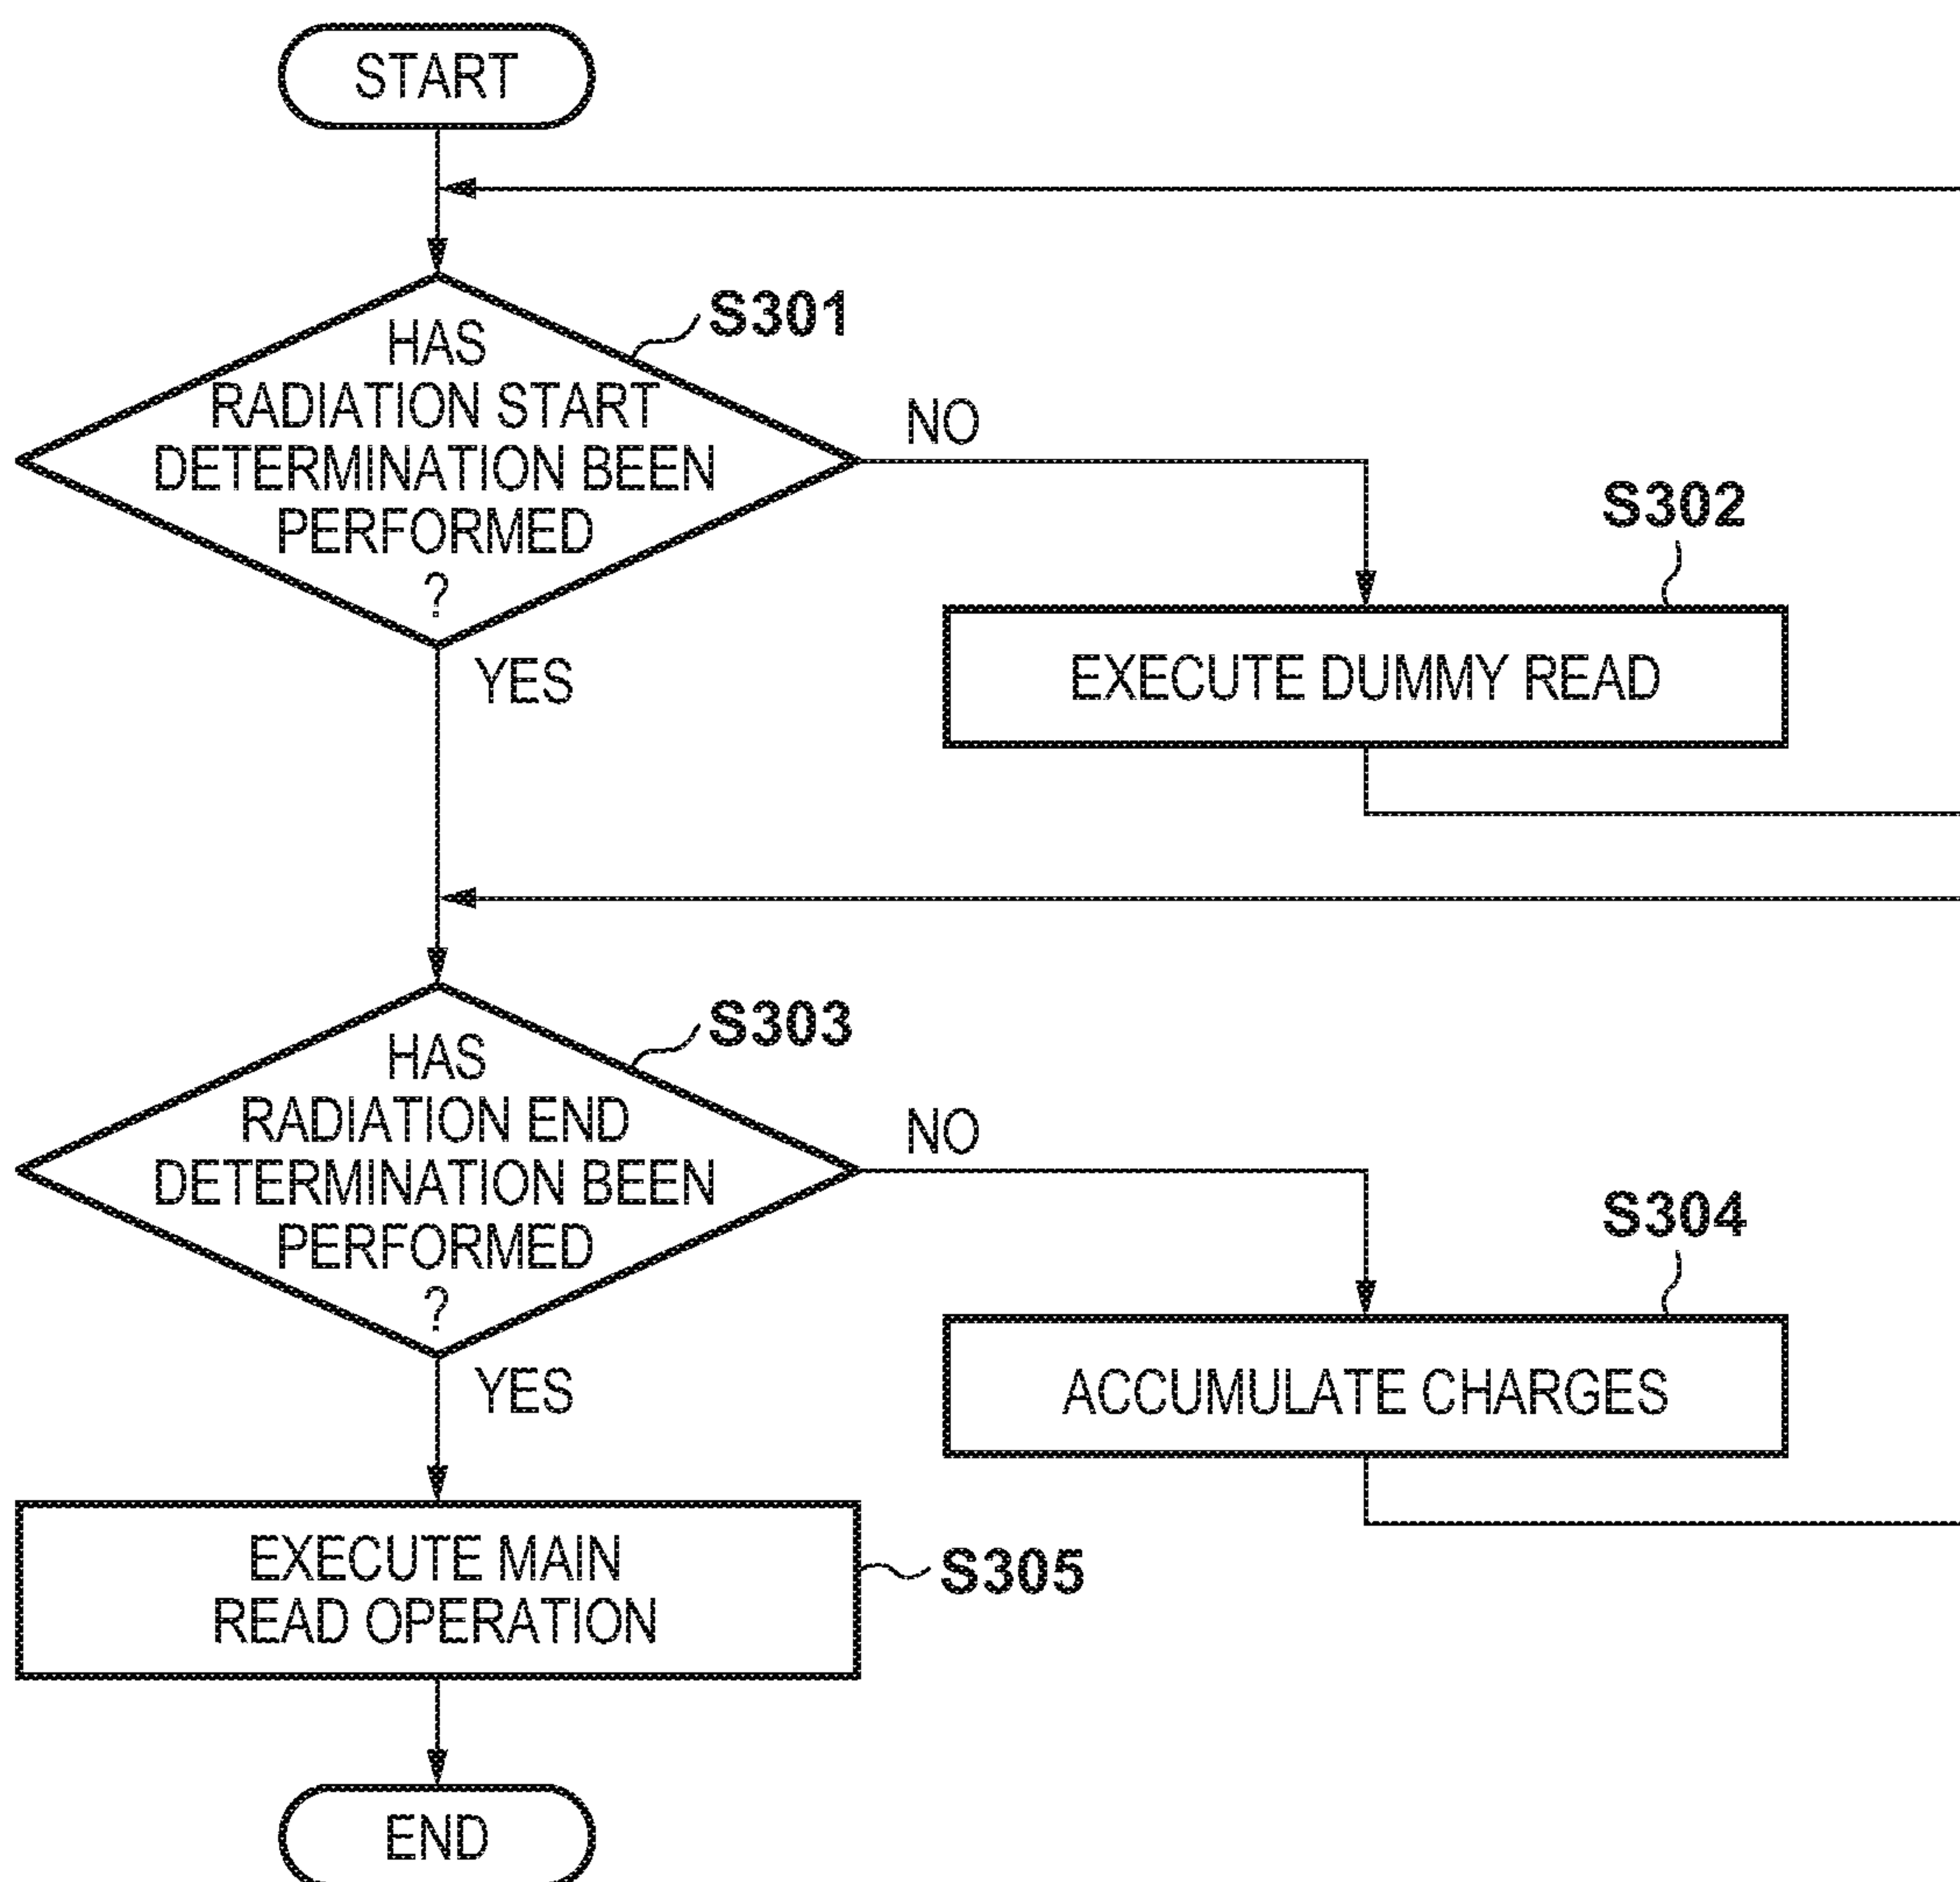 START
S301
HAS
RADIATION START
DETERMINATION BEEN
PERFORMED
?
NO
YES
S302
EXECUTE DUMMY READ
S303
HAS
RADIATION END
DETERMINATION BEEN
PERFORMED
?
NO
YES
S304
ACCUMULATE CHARGES
EXECUTE MAIN
READ OPERATION
S305
END